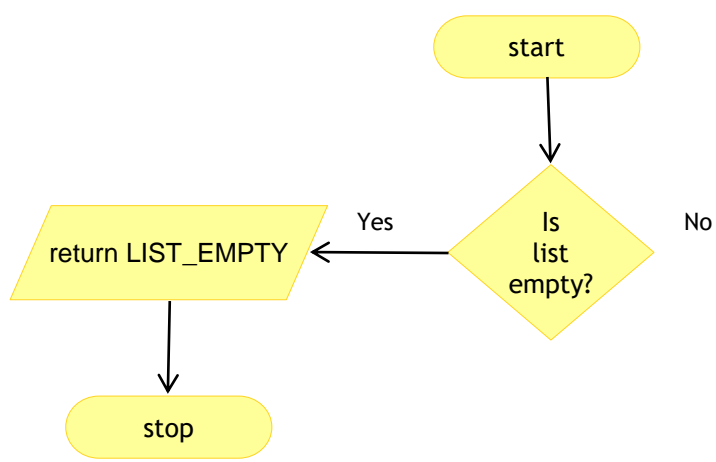 start
Yes
Is
list
empty?
No
return LIST_EMPTY
stop